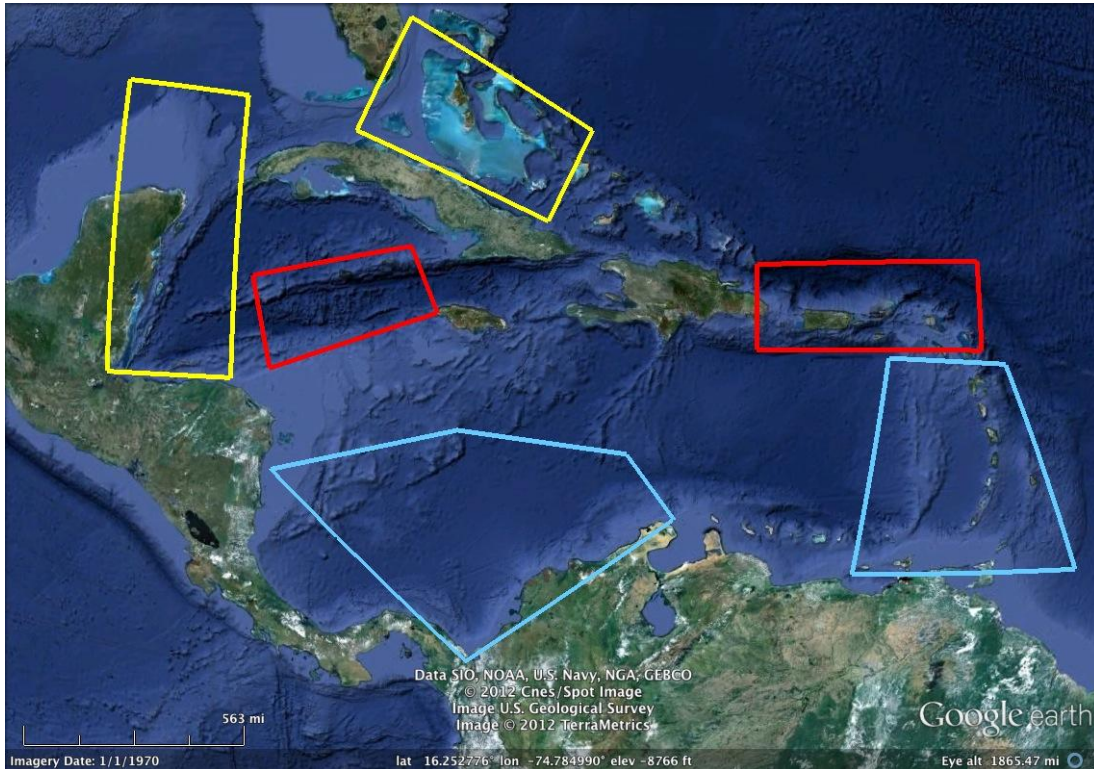 Data SIO, NOAA, U.S. Navy, NGA, GEBCO
© 2012 Cnes/Spot Image
Image U.S. Geological Survey
Image © 2012 TerraMetrics
563 mi
Google earth
Imagery Date: 1/1/1970 lat 16.252776° lon -74.784990° elev -8766 ft Eye alt 1865.47 mi